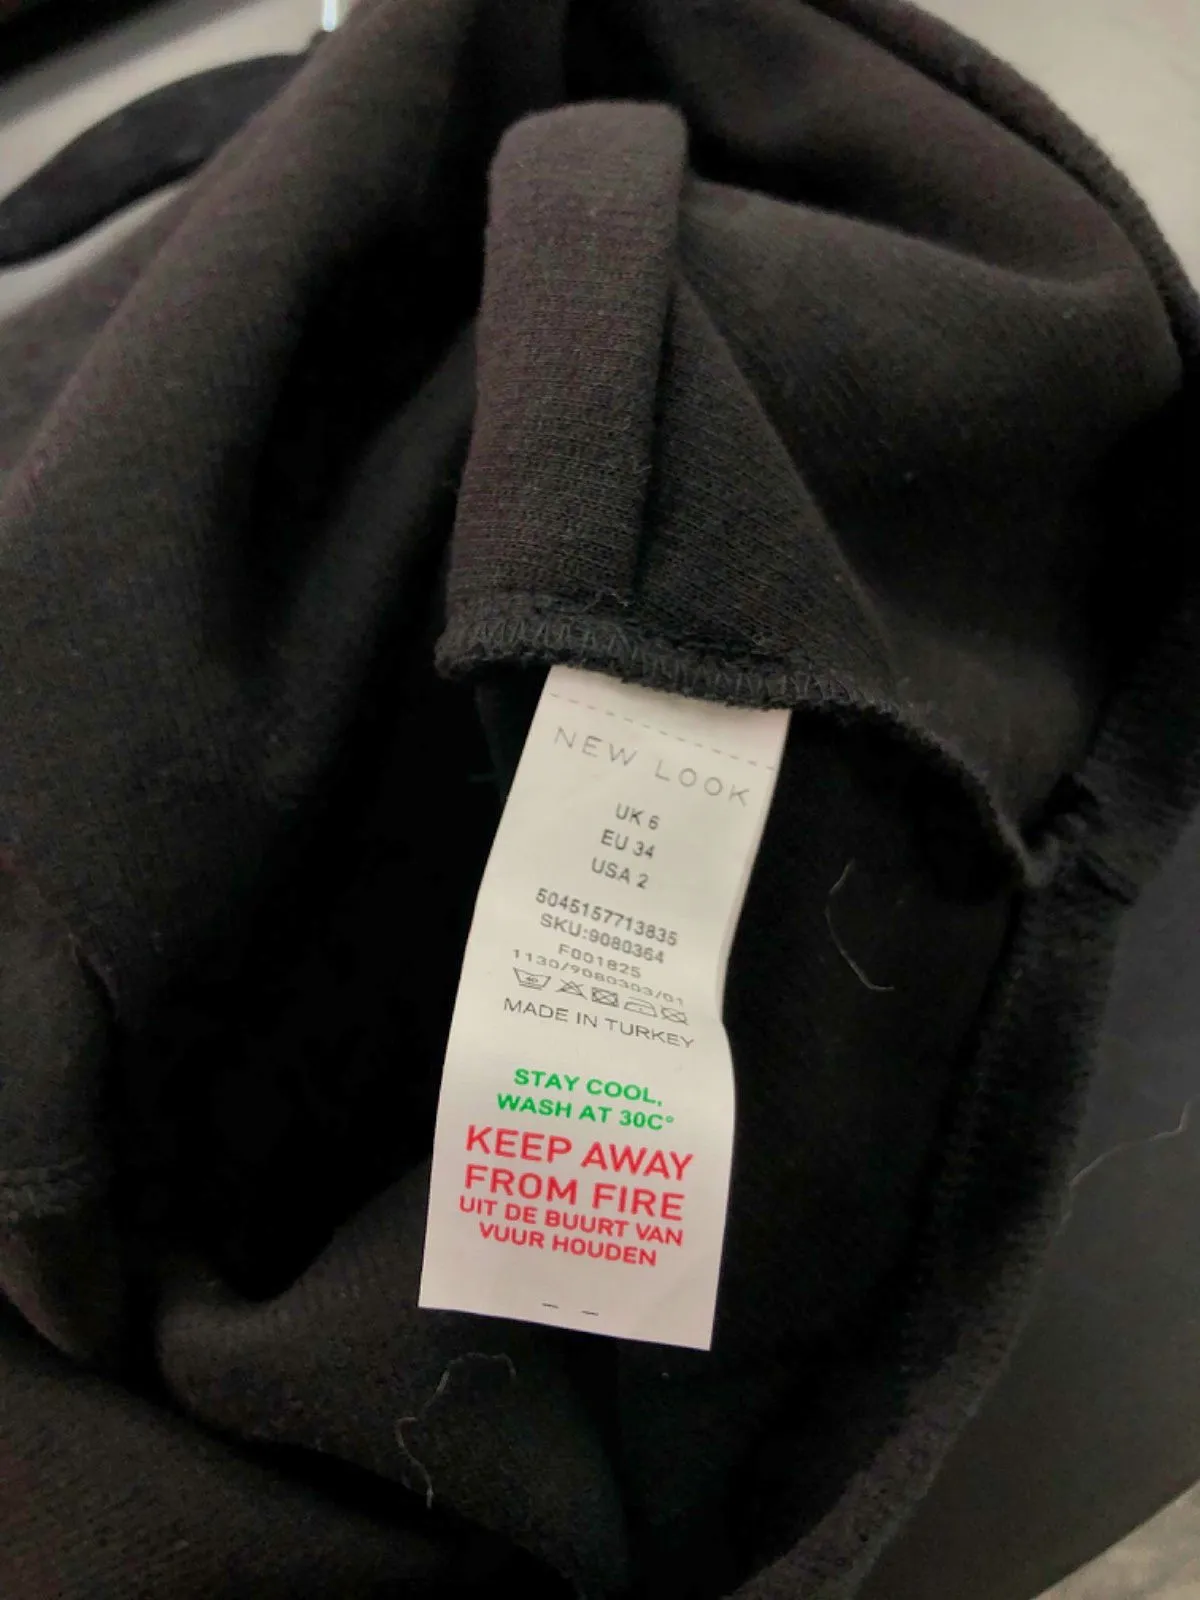 NEW LOOK
UK 6
EU 34
USA 2
5045157713835
SKU:9080364
F001825
1130/9080303/01
40
MADE IN TURKEY
STAY COOL,
WASH AT 30C°
KEEP AWAY
FROM FIRE
UIT DE BUURT VAN
VUUR HOUDEN